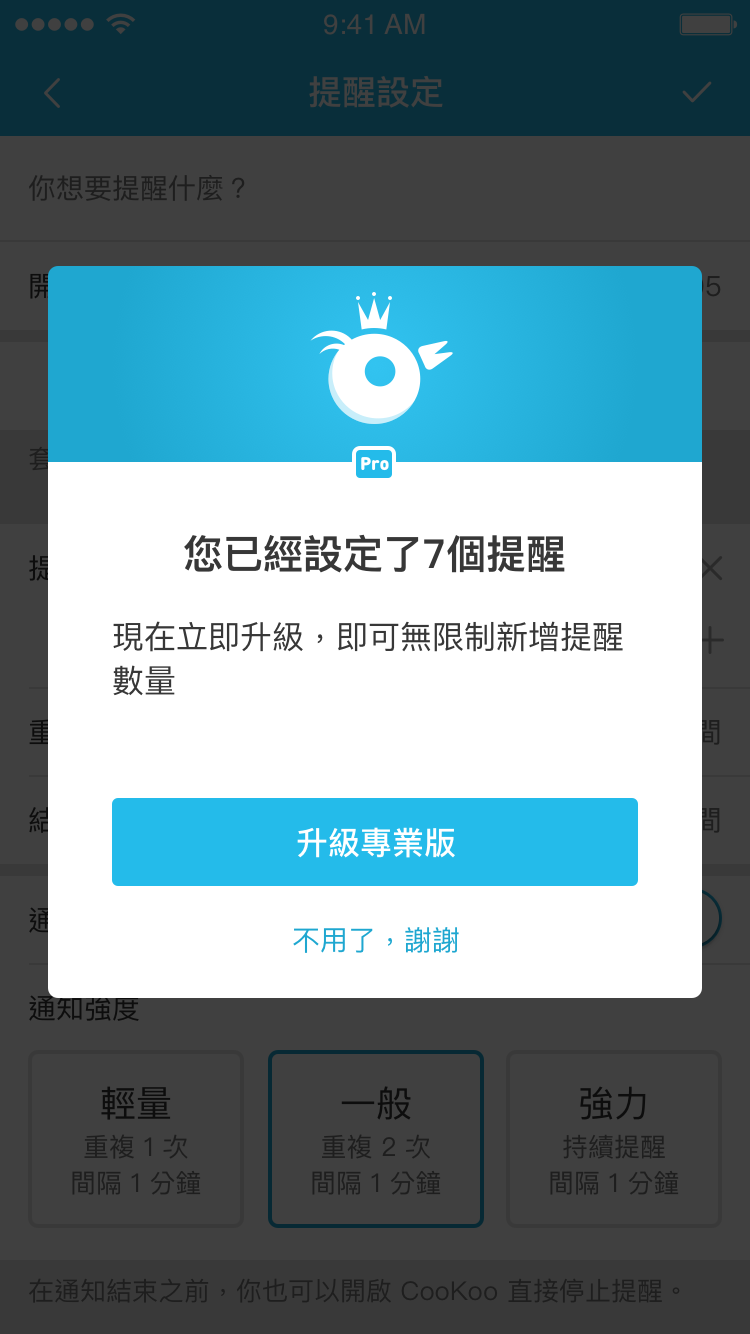 9:41 AM
提醒設定
你想要提醒什麼？
開
5
套
Pro
您已經設定了7個提醒
提
現在立即升級，即可無限制新增提醒
數量
重
間
結
間
升級專業版
通
不用了，謝謝
通知強度
輕量
重複 1 次
間隔 1 分鐘
一般
重複 2 次
間隔 1 分鐘
強力
持續提醒
間隔 1 分鐘
在通知結束之前，你也可以開啟 CooKoo 直接停止提醒。